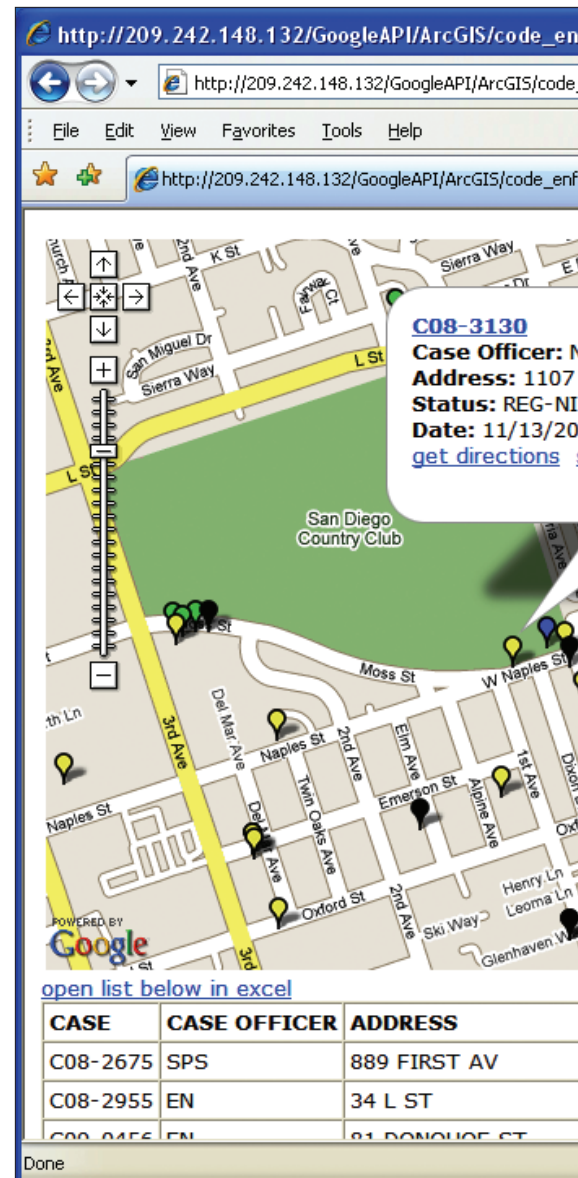 http://209.242.148.132/GoogleAPI/ArcGIS/code_en
http://209.242.148.132/GoogleAPI/ArcGIS/code_
File Edit View Favorites Tools Help
http://209.242.148.132/GoogleAPI/ArcGIS/code_enf
2nd Ave
K St
Sierra Way
L St
San Miguel Dr
Sierra Way
3rd Ave
L St
C08-3130
Case Officer: N
Address: 1107
Status: REG-NI
Date: 11/13/20
get directions
San Diego
Country Club
Moss St
W Naples St
Del Mar Ave
3rd Ave
Naples St
2nd Ave
Elm Ave
1st Ave
Emerson St
Alpine Ave
Twin Oaks Ave
Naples St
Del Mar Ave
Oxford St
2nd Ave
Ski Way
Henry Ln
Leoma Ln
Glenhaven W
3rd
POWERED BY
Google
open list below in excel
CASE CASE OFFICER ADDRESS
C08-2675 SPS 889 FIRST AV
C08-2955 EN 34 L ST
Done